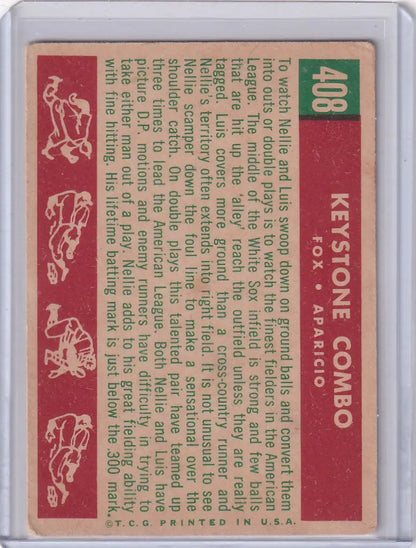 408
KEYSTONE COMBO
FOX • APARICIO
To watch Nellie and Luis swoop down on ground balls and convert them
into outs or double plays is to watch the finest fielders in the American
League. The middle of the White Sox infield is strong and few balls
that are hit up the 'alley' reach the outfield unless they are really
tagged. Luis covers more ground than a cross-country runner and
Nellie's territory often extends into right field. It is not unusual to see
Nellie scamper down the foul line to make a sensational over the
shoulder catch. On double plays this talented pair have teamed up
three times to lead the American League. Both Nellie and Luis have
picture D.P. motions and enemy runners have difficulty in trying to
take either man out of a play. Nellie adds to his great fielding ability
with fine hitting. His lifetime batting mark is just below the 300 mark.
©T.C.G. PRINTED IN U.S.A.